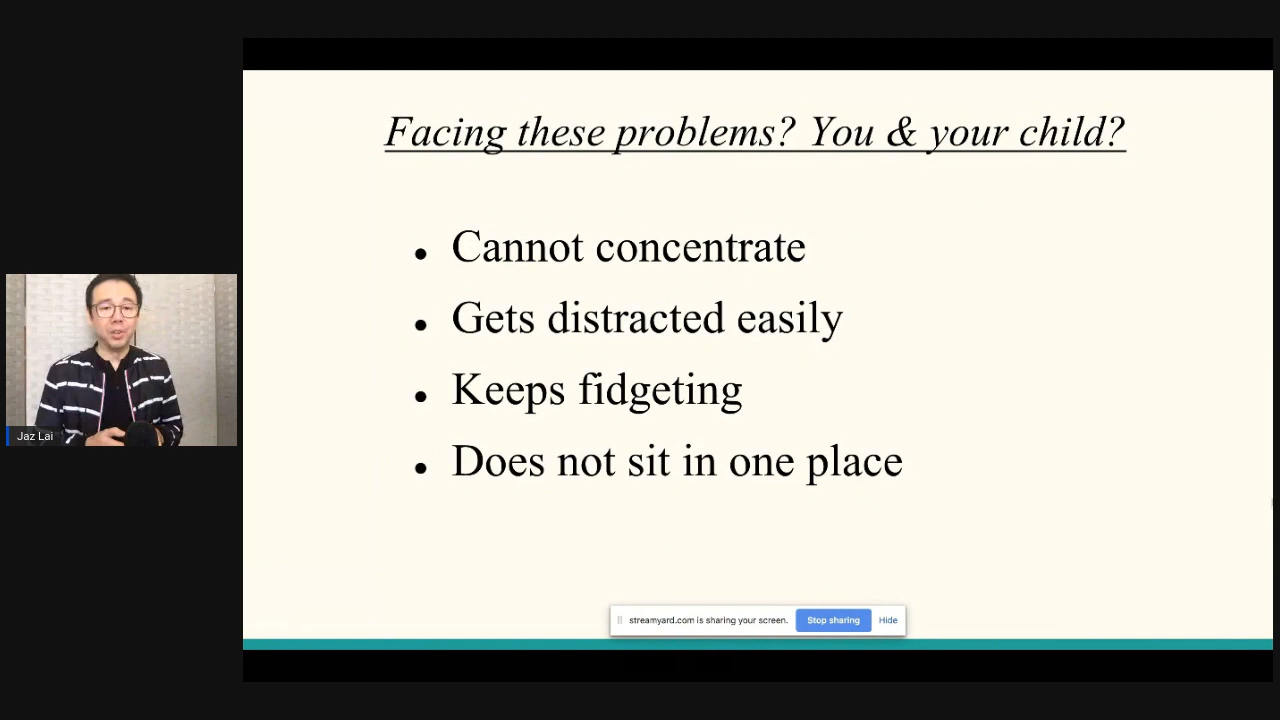 Facing these problems? You & your child?
Cannot concentrate
Gets distracted easily
Keeps fidgeting
Does not sit in one place
Jaz Lai
streamyard.com is sharing your screen. Stop sharing Hide